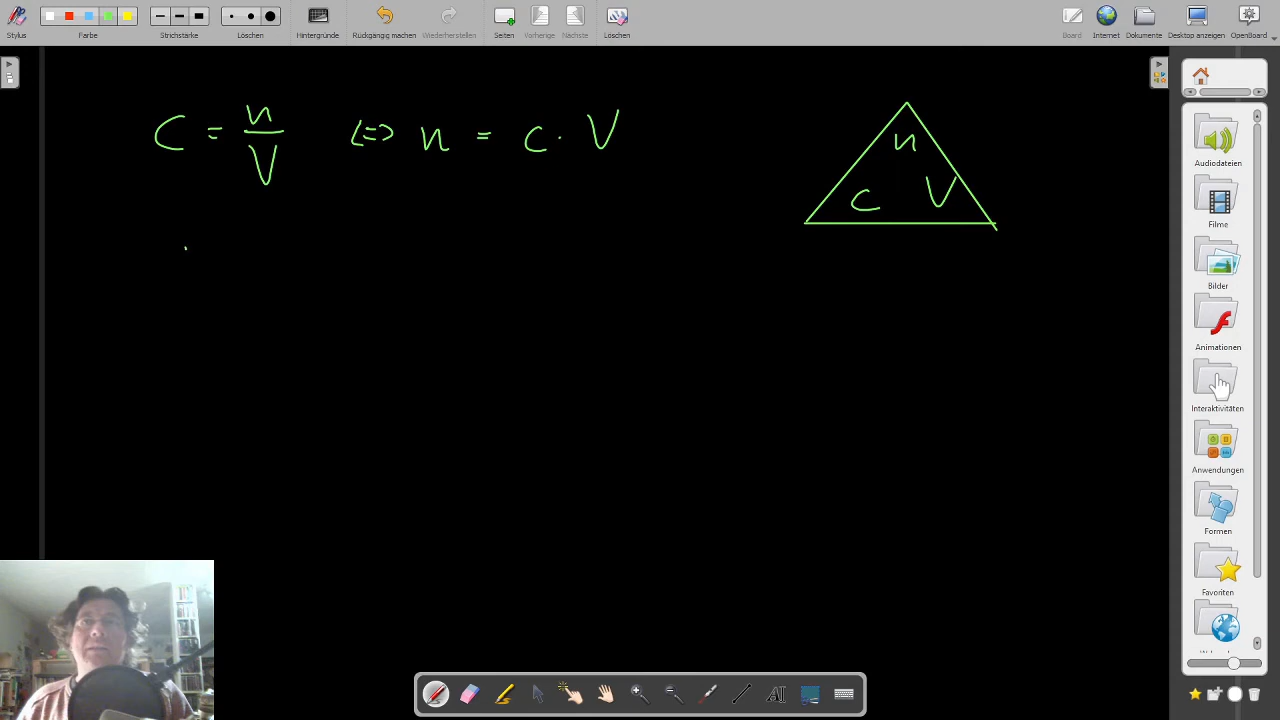 Stylus Farbe Strichstärke Löschen Hintergründe Rückgängig machen Wiederherstellen Seiten Vorherige Nächste Löschen Board Internet Dokumente Desktop anzeigen OpenBoard
C = n/V ⇔ n = c · V
n
C V
Audiodateien
Filme
Bilder
Animationen
Interaktivitäten
Anwendungen
Formen
Favoriten
AI